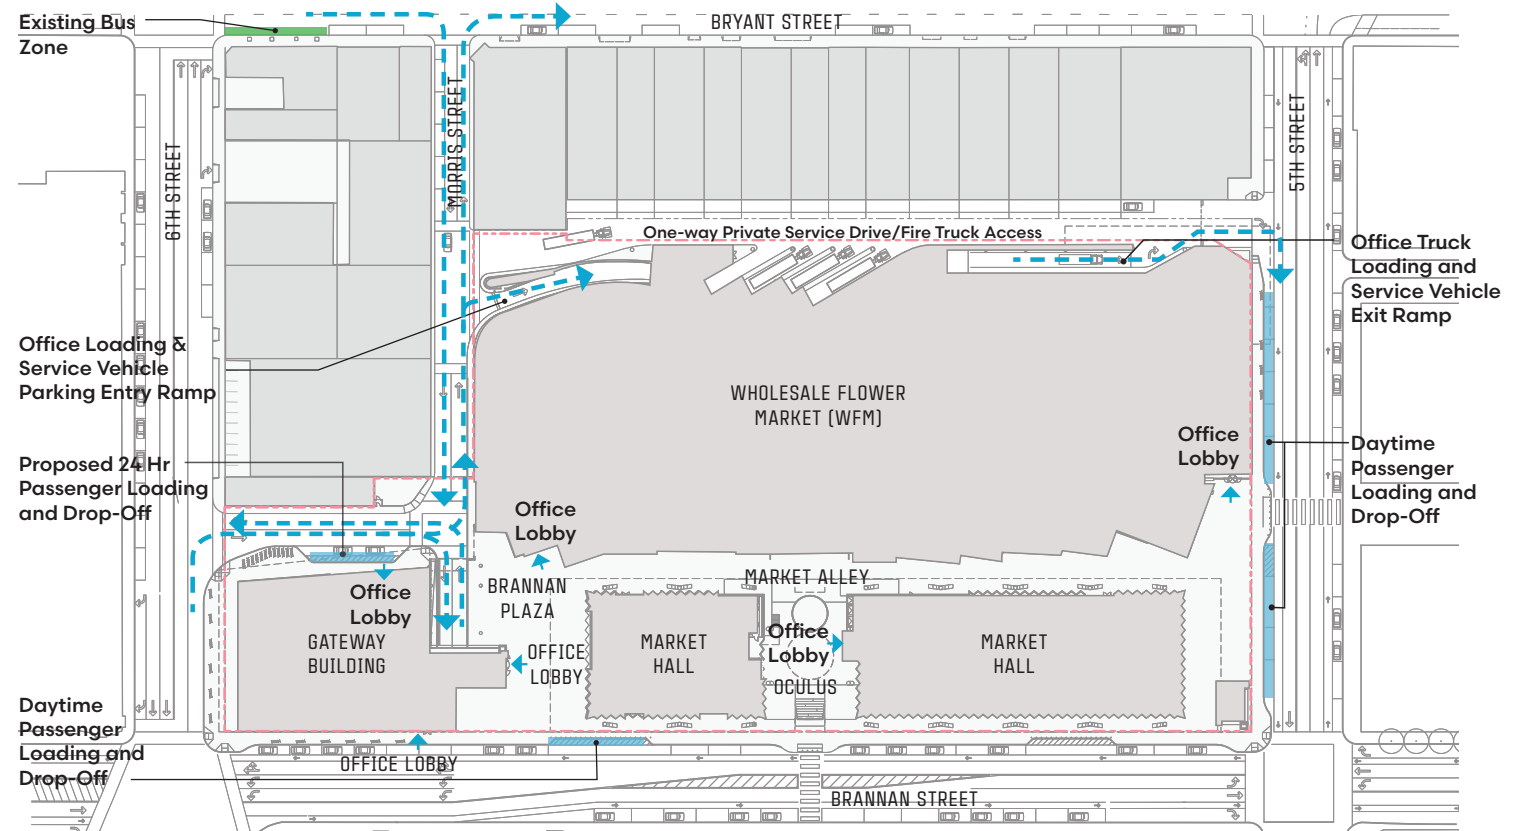 Existing Bus
Zone
BRYANT STREET
6TH STREET
MORRIS STREET
5TH STREET
One-way Private Service Drive/Fire Truck Access
Office Truck
Loading and
Service Vehicle
Exit Ramp
Office Loading &
Service Vehicle
Parking Entry Ramp
WHOLESALE FLOWER
MARKET (WFM)
Office
Lobby
Daytime
Passenger
Loading and
Drop-Off
Proposed 24 Hr
Passenger Loading
and Drop-Off
Office
Lobby
MARKET ALLEY
Office
Lobby
BRANNAN
PLAZA
GATEWAY
BUILDING
OFFICE
LOBBY
MARKET
HALL
Office
Lobby
OCULUS
MARKET
HALL
Daytime
Passenger
Loading and
Drop-Off
OFFICE LOBBY
BRANNAN STREET